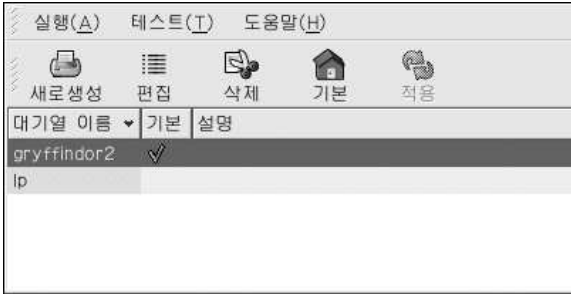 실행(A) 테스트(T) 도움말(H)
새로생성 편집 삭제 기본 적용
대기열 이름 기본 설명
gryffindor2
lp